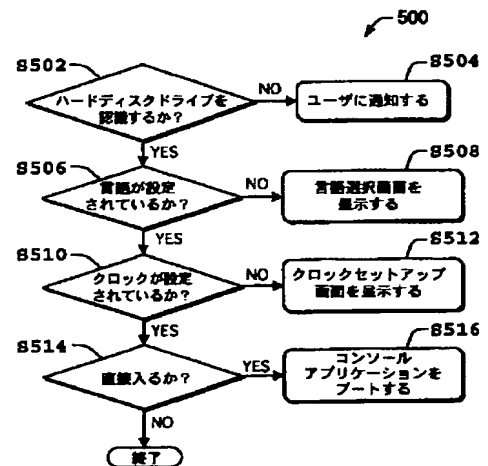 500
S502
ハードディスクドライブを
認識するか?
NO
S504
ユーザに通知する
YES
S506
言語が設定
されているか?
NO
S508
言語選択画面を
呈示する
YES
S510
クロックが設定
されているか?
NO
S512
クロックセットアップ
画面を呈示する
YES
S514
直接入るか?
YES
S516
コンソール
アプリケーションを
ブートする
NO
終了